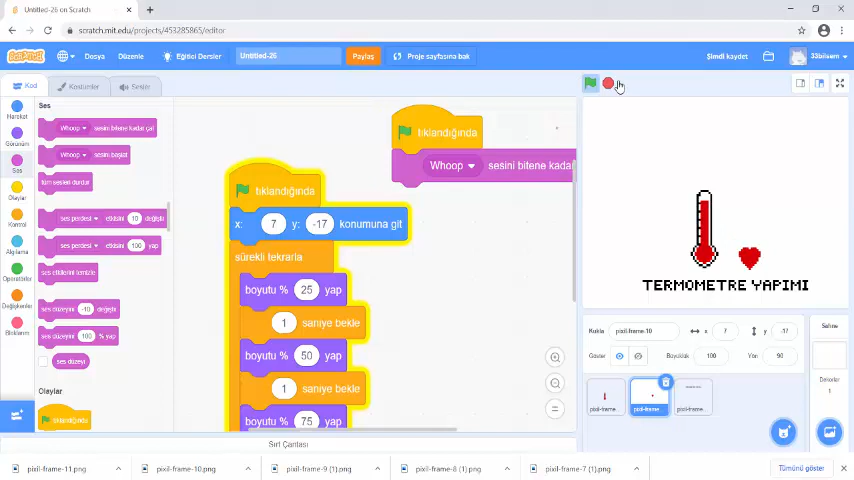 Untitled-26 on Scratch
scratch.mit.edu/projects/453285865/editor
SCRATCH
Dosya
Düzenle
Eğitici Dersler
Untitled-26
Paylaş
Proje sayfasına bak
Şimdi kaydet
33bilsem
Kod
Kostümler
Sesler
Hareket
Görünüm
Ses
Olaylar
Kontrol
Algılama
Operatörler
Değişkenler
Bloklarım
Ses
Whoop sesini bitene kadar çal
Whoop sesini başlat
tüm sesleri durdur
ses perdesi etkisini 10 değiştir
ses perdesi etkisini 100 yap
ses etkilerini temizle
ses düzeyini -10 değiştir
ses düzeyini 100 % yap
ses düzeyi
Olaylar
tıklandığında
tıklandığında
Whoop sesini bitene kadar
tıklandığında
x: 7 y: -17 konumuna git
sürekli tekrarla
boyutu % 25 yap
1 saniye bekle
boyutu % 50 yap
1 saniye bekle
boyutu % 75 yap
TERMOMETRE YAPIMI
Kukla
pixil-frame-10
x 7
y -17
Göster
Büyüklük 100
Yön 90
Sahne
Dekorlar
1
pixil-frame...
pixil-frame...
pixil-frame...
Sırt Çantası
pixil-frame-11.png
pixil-frame-10.png
pixil-frame-9 (1).png
pixil-frame-8 (1).png
pixil-frame-7 (1).png
Tümünü göster